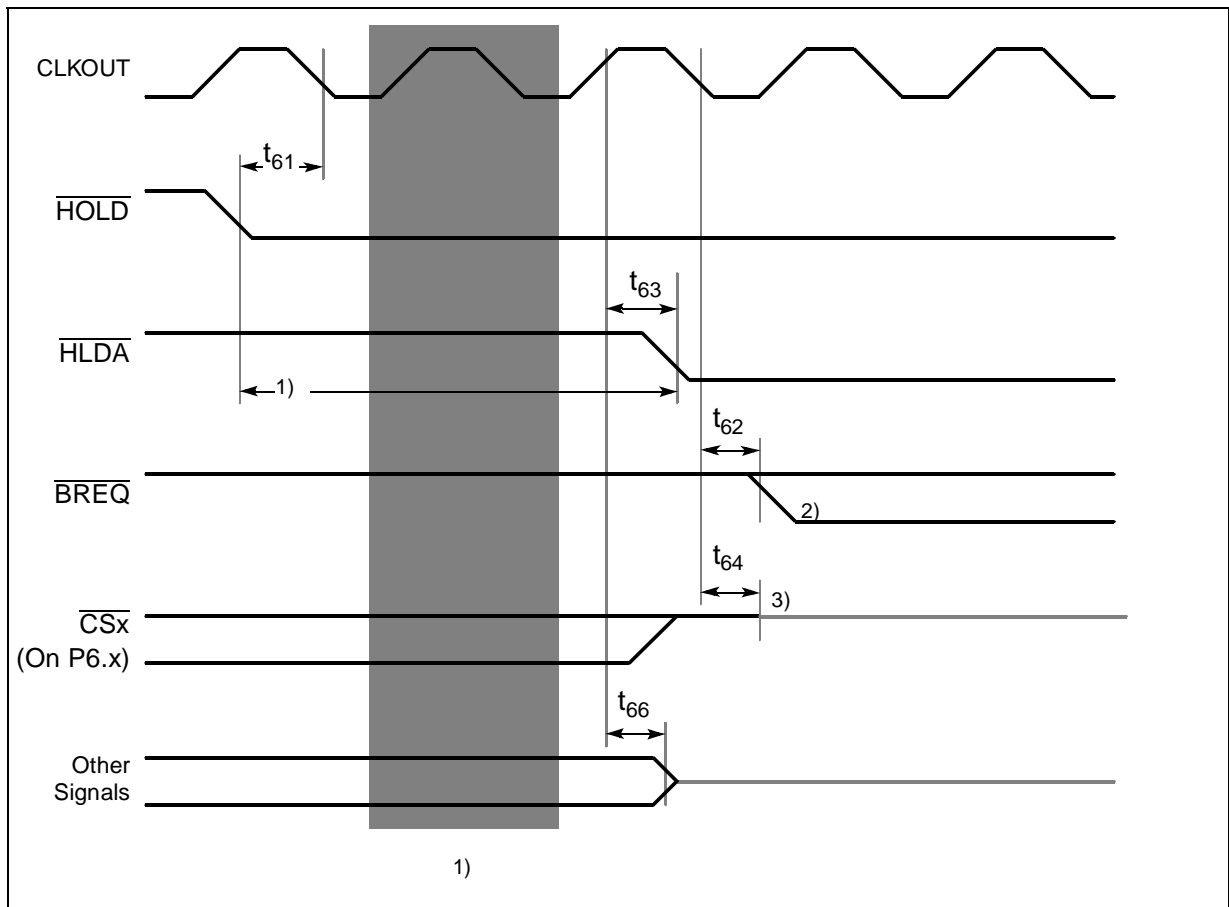 CLKOUT
t61
HOLD
t63
HLDA
1)
t62
BREQ
2)
t64
3)
CSx
(On P6.x)
t66
Other
Signals
1)